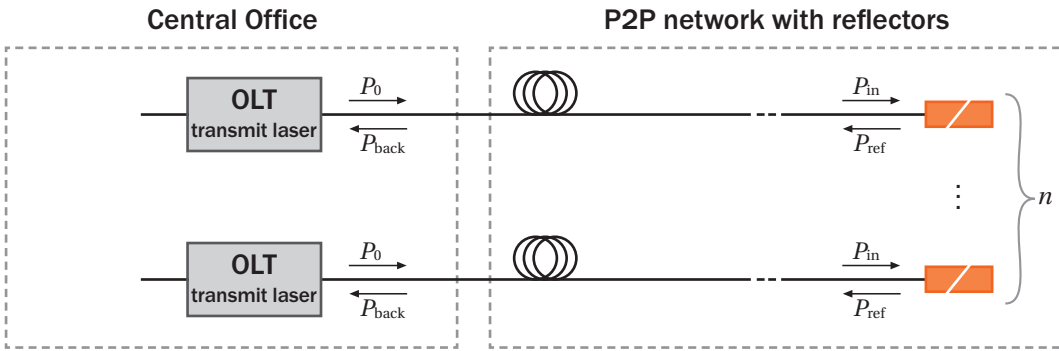 Central Office
P2P network with reflectors
OLT
transmit laser
P0
Pback
Pin
Pref
⋮
n
OLT
transmit laser
P0
Pback
Pin
Pref